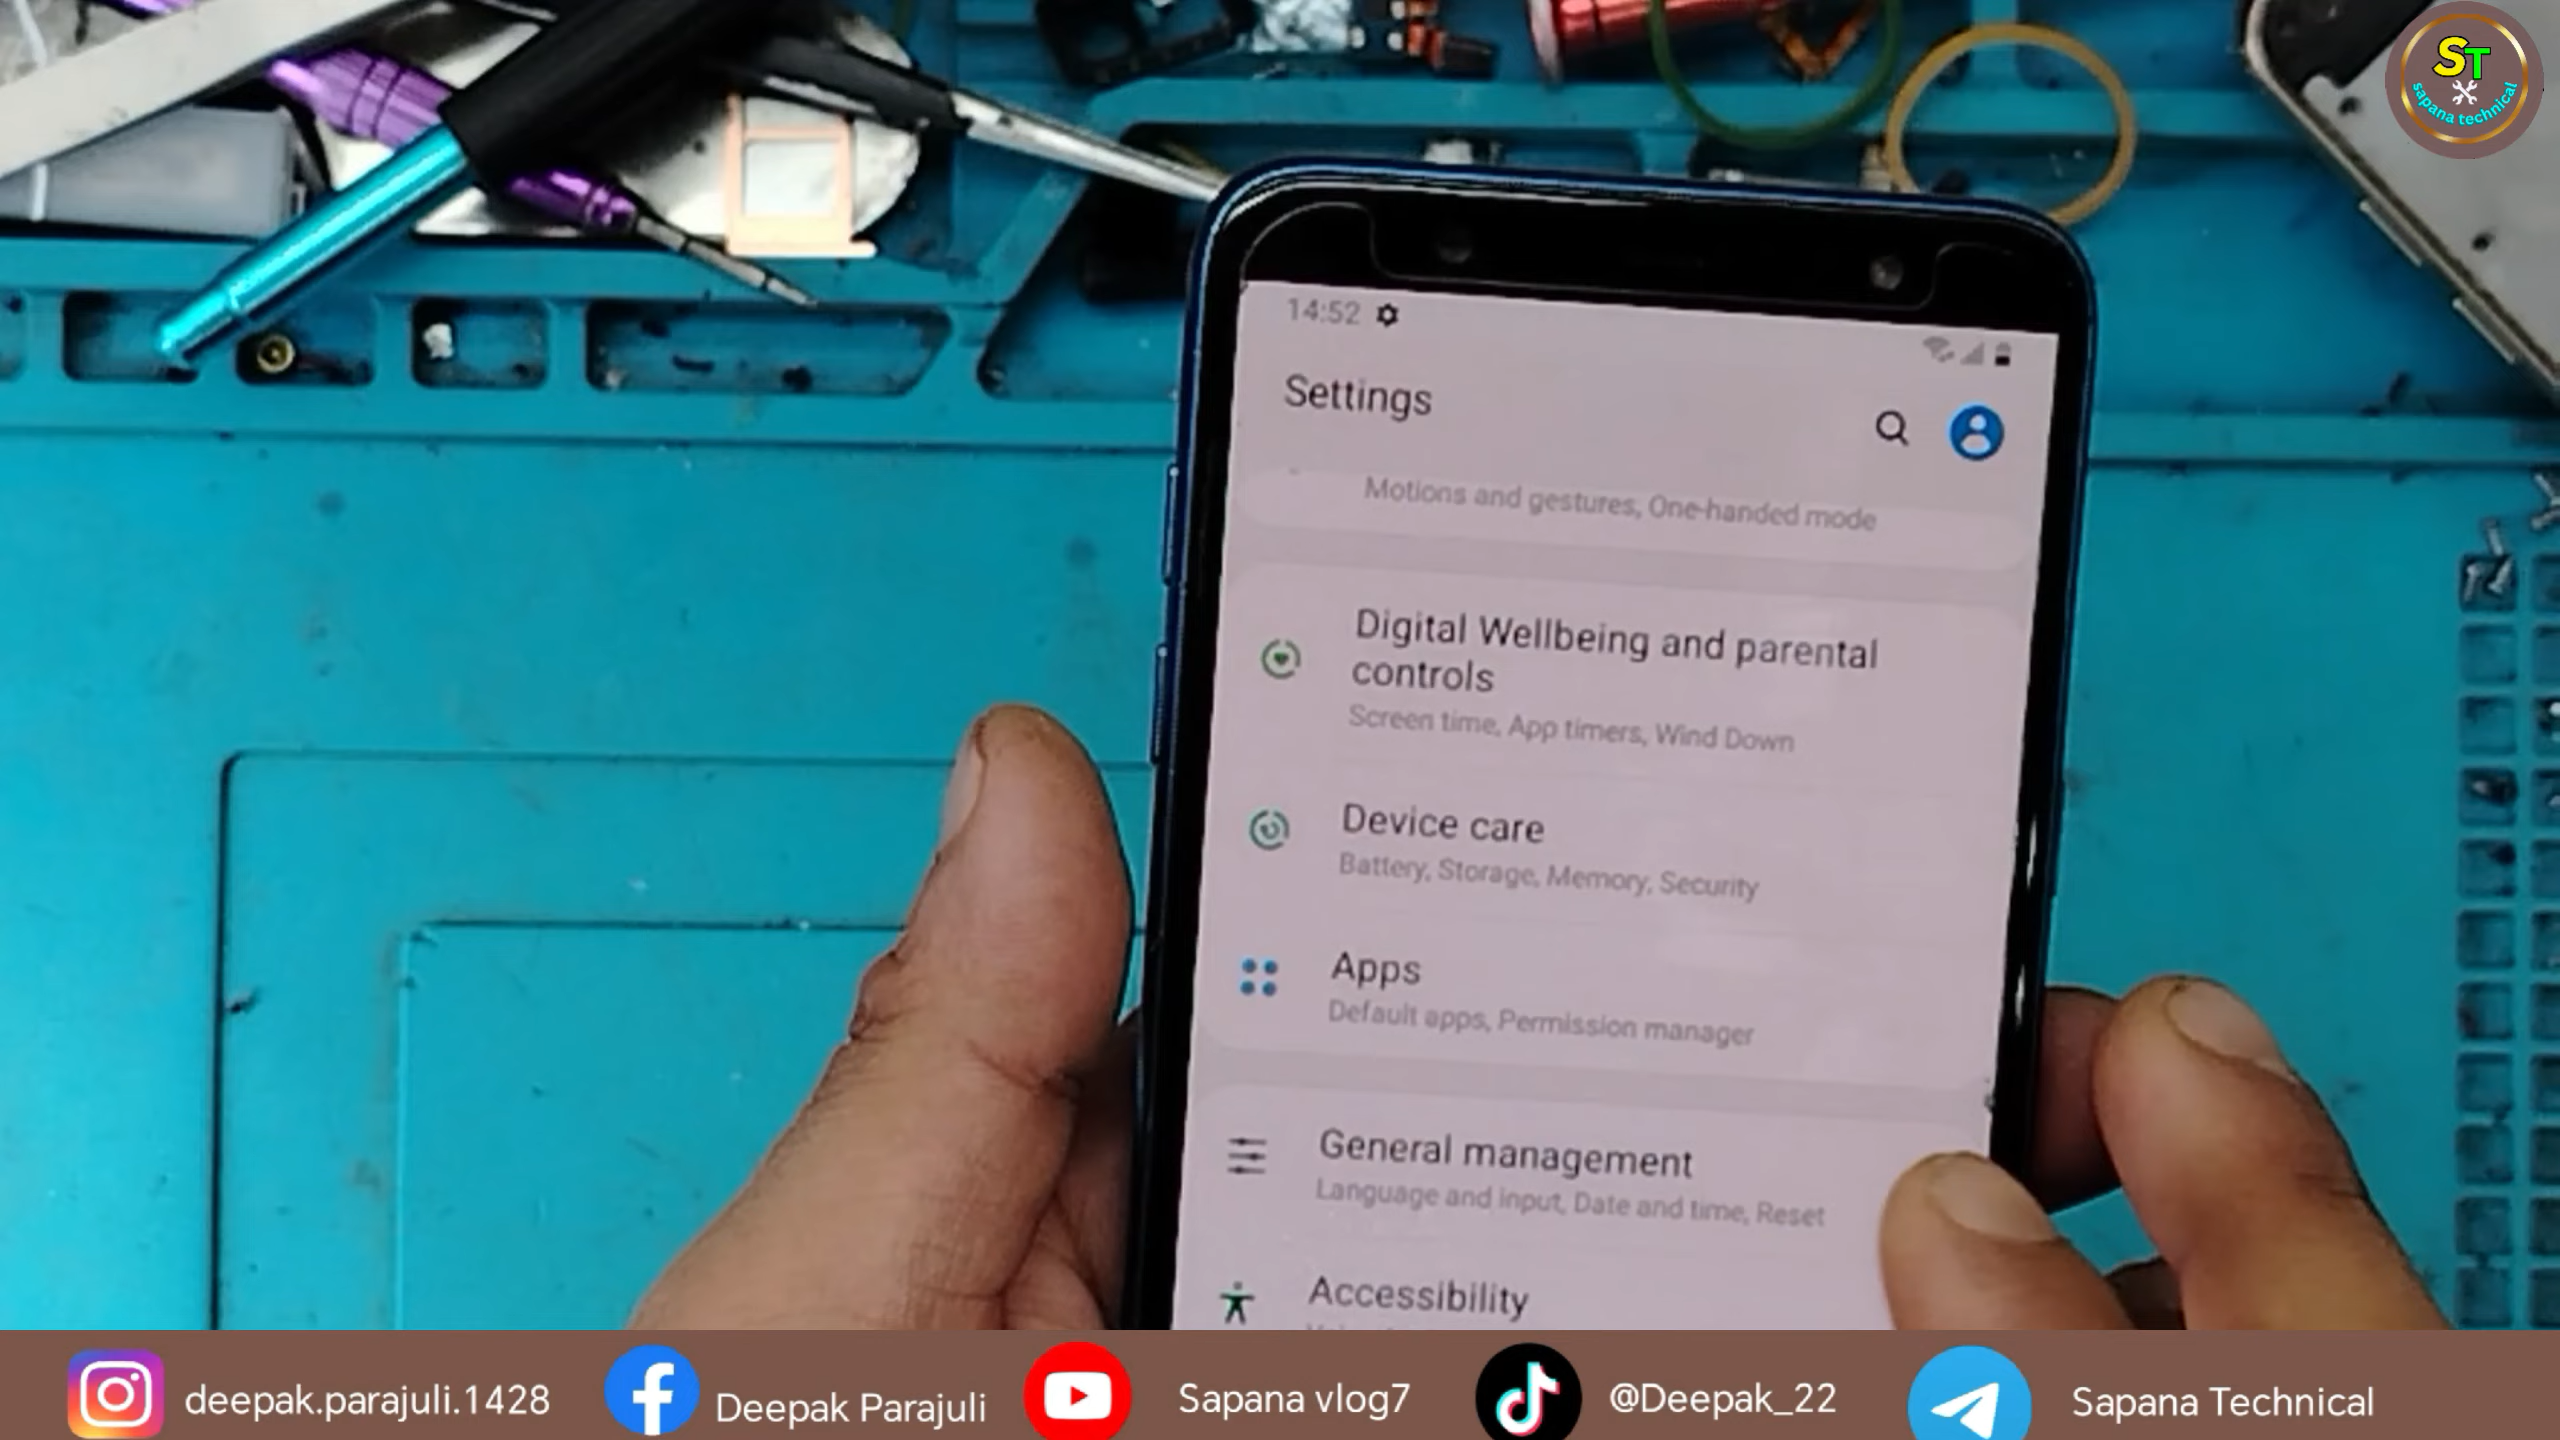 ST
sapana technical
14:52
Settings
Motions and gestures, One-handed mode
Digital Wellbeing and parental
controls
Screen time, App timers, Wind Down
Device care
Battery, Storage, Memory, Security
Apps
Default apps, Permission manager
General management
Language and input, Date and time, Reset
Accessibility
deepak.parajuli.1428
Deepak Parajuli
Sapana vlog7
@Deepak_22
Sapana Technical